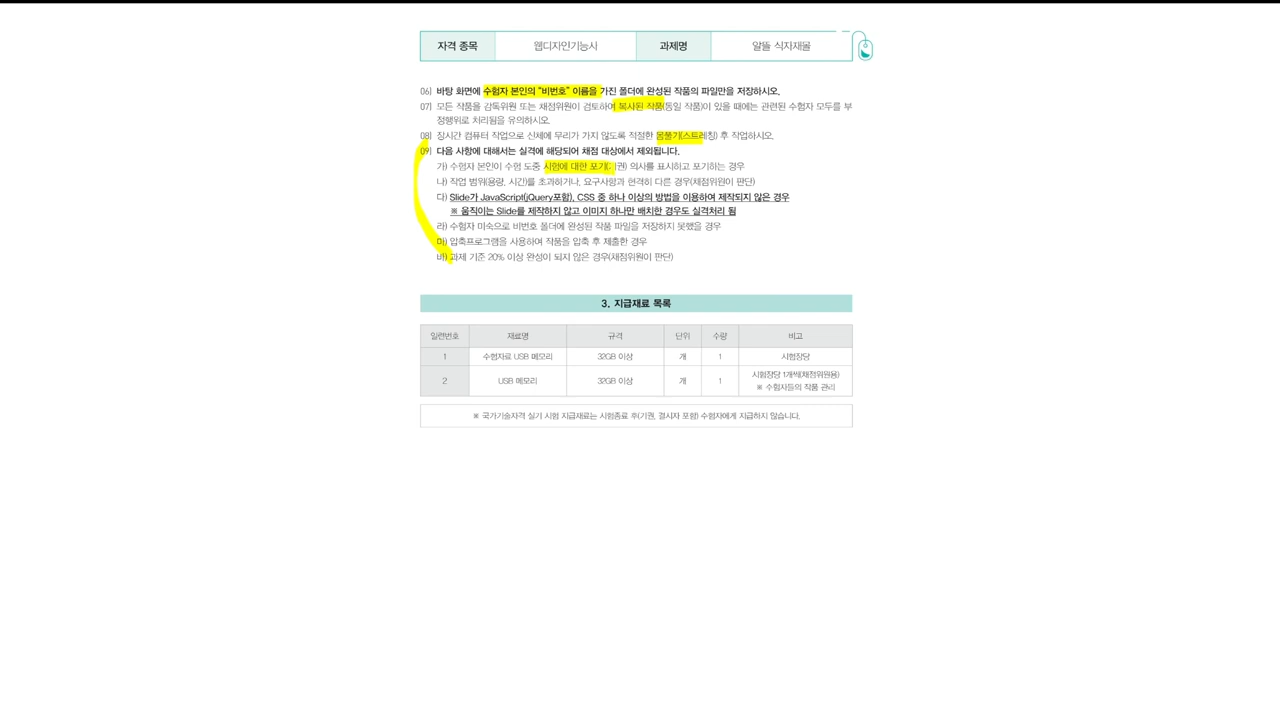 자격 종목 웹디자인기능사 과제명 알뜰 식자재몰
06) 바탕 화면에 수험자 본인의 "비번호" 이름을 가진 폴더에 완성된 작품의 파일만을 저장하시오.
07) 모든 작품을 감독위원 또는 채점위원이 검토하여 복사된 작품(동일 작품)이 있을 때에는 관련된 수험자 모두를 부
정행위로 처리됨을 유의하시오.
08) 장시간 컴퓨터 작업으로 신체에 무리가 가지 않도록 적절한 몸풀기(스트레칭) 후 작업하시오.
09) 다음 사항에 대해서는 실격에 해당되어 채점 대상에서 제외됩니다.
가) 수험자 본인이 수험 도중 시험에 대한 포기(기권) 의사를 표시하고 포기하는 경우
나) 작업 범위(용량, 시간)를 초과하거나, 요구사항과 현격히 다른 경우(채점위원이 판단)
다) Slide가 JavaScript(jQuery포함), CSS 중 하나 이상의 방법을 이용하여 제작되지 않은 경우
※ 움직이는 Slide를 제작하지 않고 이미지 하나만 배치한 경우도 실격처리 됨
라) 수험자 미숙으로 비번호 폴더에 완성된 작품 파일을 저장하지 못했을 경우
마) 압축프로그램을 사용하여 작품을 압축 후 제출한 경우
바) 과제 기준 20% 이상 완성이 되지 않은 경우(채점위원이 판단)
3. 지급재료 목록
일련번호 재료명 규격 단위 수량 비고
1 수험자료 USB 메모리 32GB 이상 개 1 시험장당
2 USB 메모리 32GB 이상 개 1 시험장당 1개씩(채점위원용)
※ 수험자들의 작품 관리
※ 국가기술자격 실기 시험 지급재료는 시험종료 후(기권, 결시자 포함) 수험자에게 지급하지 않습니다.